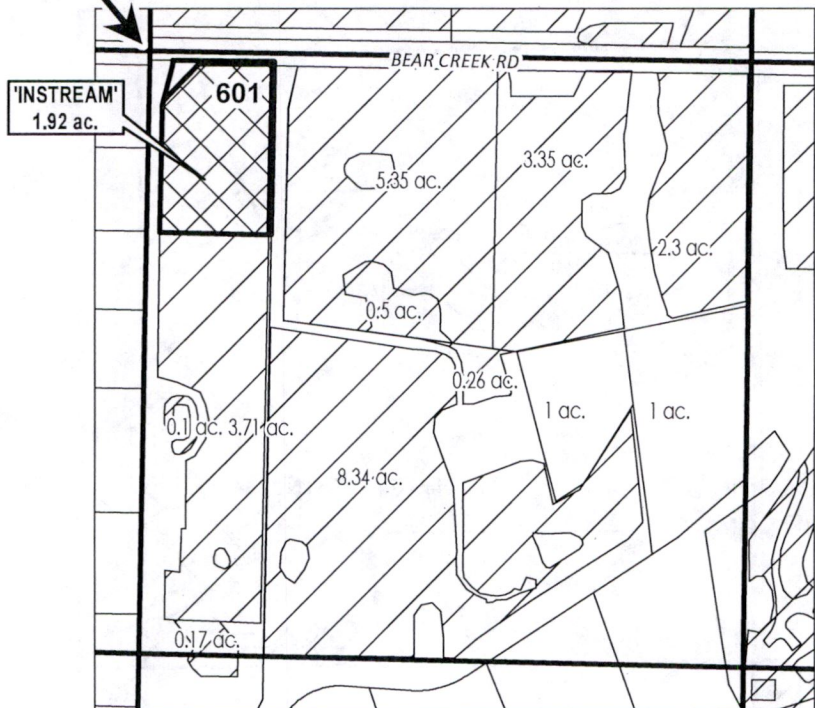 BEAR CREEK RD
'INSTREAM'
1.92 ac.
601
5.35 ac.
3.35 ac.
2.3 ac.
0.5 ac.
0.26 ac.
1 ac.
1 ac.
0.1 ac. 3.71 ac.
8.34 ac.
0.17 ac.